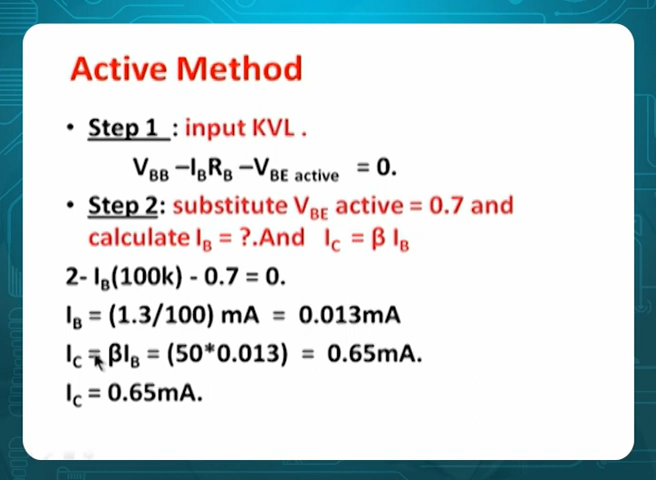 Active Method
• Step 1 : input KVL .
V_BB –I_BR_B –V_BE active = 0.
• Step 2: substitute V_BE active = 0.7 and
calculate I_B = ?.And I_C = β I_B
2- I_B(100k) - 0.7 = 0.
I_B = (1.3/100) mA = 0.013mA
I_C = βI_B = (50*0.013) = 0.65mA.
I_C = 0.65mA.